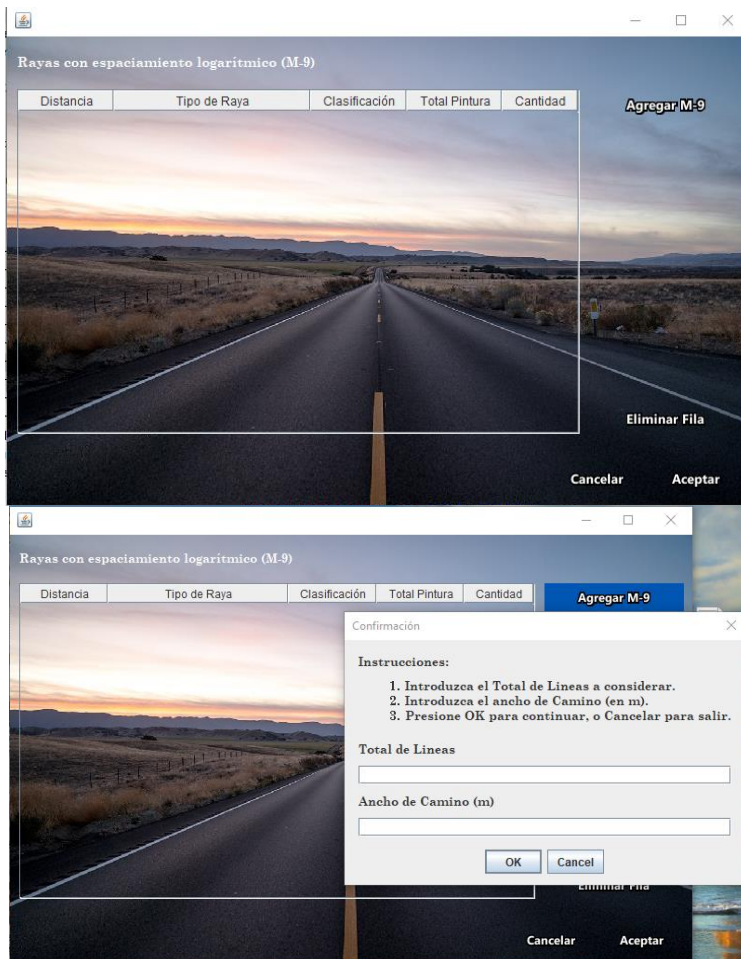 Rayas con espaciamiento logarítmico (M-9)
Distancia Tipo de Raya Clasificación Total Pintura Cantidad
Agregar M-9
Eliminar Fila
Cancelar Aceptar
Rayas con espaciamiento logarítmico (M-9)
Distancia Tipo de Raya Clasificación Total Pintura Cantidad
Agregar M-9
Confirmación
Instrucciones:
1. Introduzca el Total de Lineas a considerar.
2. Introduzca el ancho de Camino (en m).
3. Presione OK para continuar, o Cancelar para salir.
Total de Lineas
Ancho de Camino (m)
OK Cancel
Eliminar Fila
Cancelar Aceptar